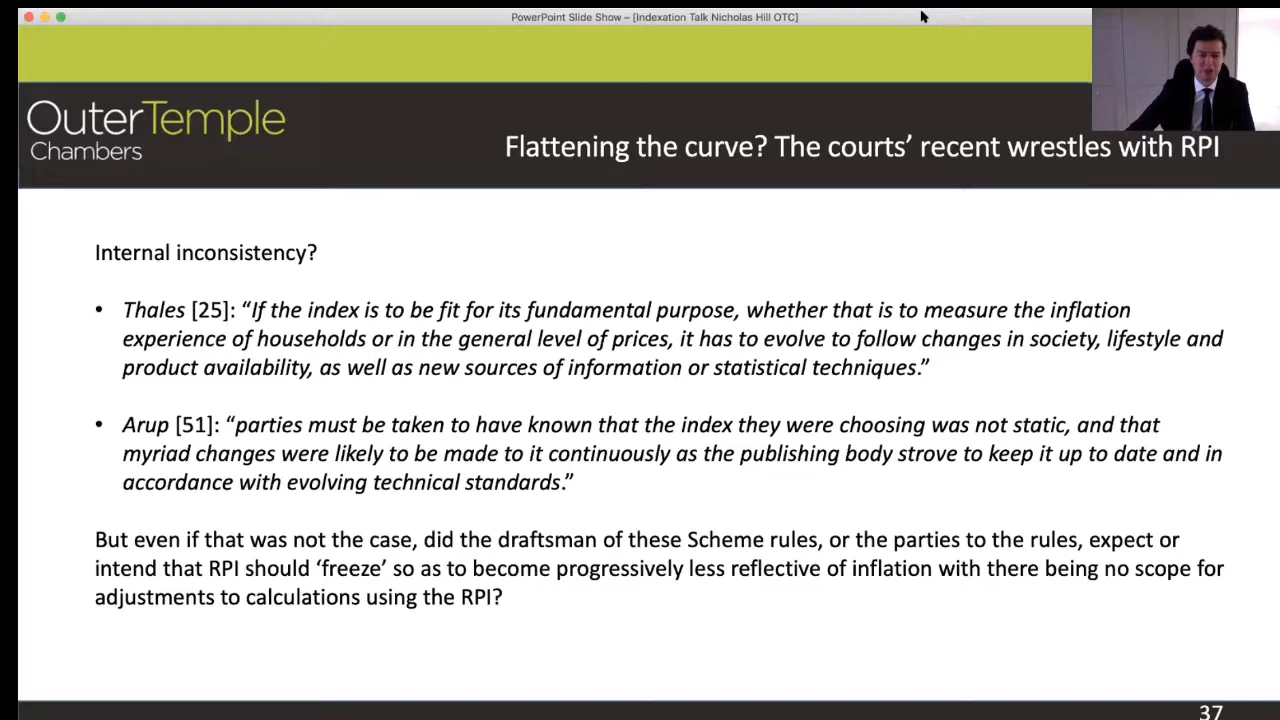 PowerPoint Slide Show – [Indexation Talk Nicholas Hill OTC]
OuterTemple
Chambers
Flattening the curve? The courts’ recent wrestles with RPI
Internal inconsistency?
• Thales [25]: “If the index is to be fit for its fundamental purpose, whether that is to measure the inflation
experience of households or in the general level of prices, it has to evolve to follow changes in society, lifestyle and
product availability, as well as new sources of information or statistical techniques.”
• Arup [51]: “parties must be taken to have known that the index they were choosing was not static, and that
myriad changes were likely to be made to it continuously as the publishing body strove to keep it up to date and in
accordance with evolving technical standards.”
But even if that was not the case, did the draftsman of these Scheme rules, or the parties to the rules, expect or
intend that RPI should ‘freeze’ so as to become progressively less reflective of inflation with there being no scope for
adjustments to calculations using the RPI?
37